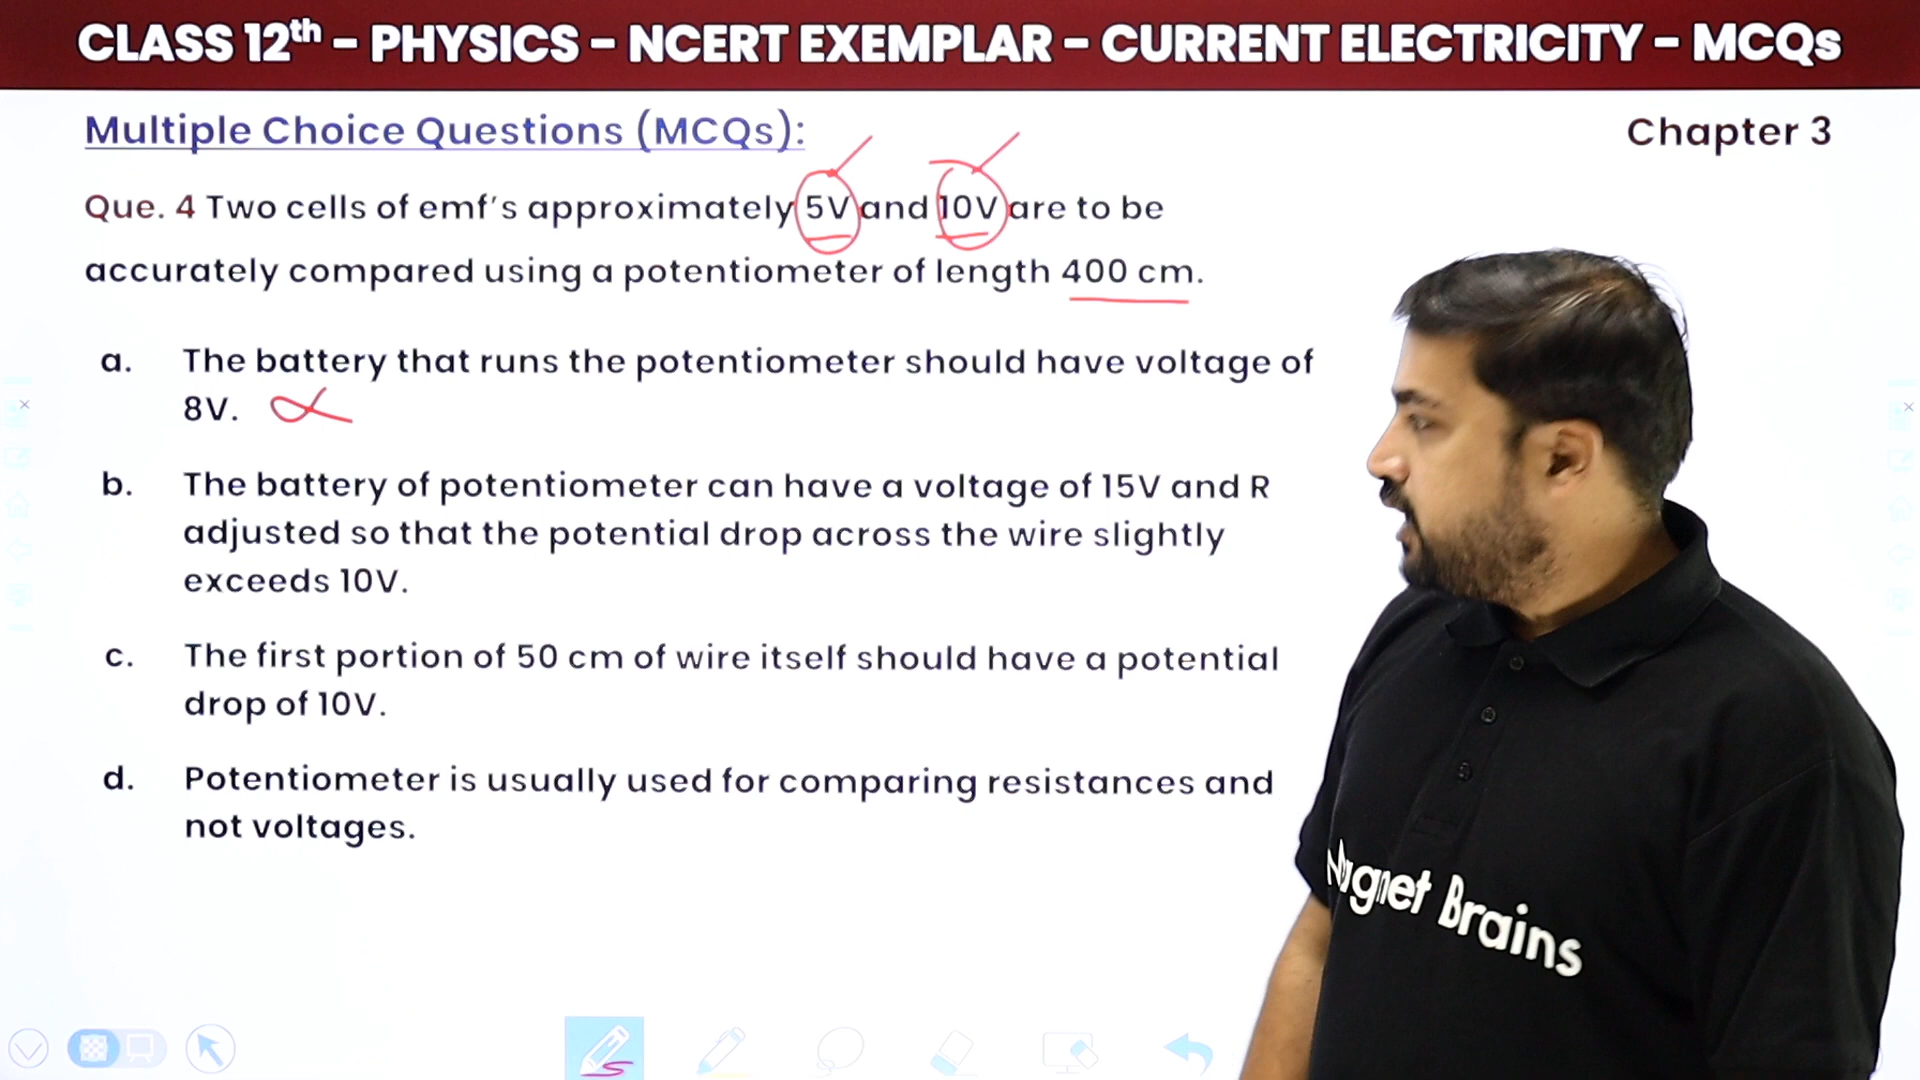 CLASS 12th – PHYSICS – NCERT EXEMPLAR – CURRENT ELECTRICITY – MCQs
Multiple Choice Questions (MCQs):
Chapter 3
Que. 4 Two cells of emf's approximately 5V and 10V are to be
accurately compared using a potentiometer of length 400 cm.
a. The battery that runs the potentiometer should have voltage of
8V.
b. The battery of potentiometer can have a voltage of 15V and R
adjusted so that the potential drop across the wire slightly
exceeds 10V.
c. The first portion of 50 cm of wire itself should have a potential
drop of 10V.
d. Potentiometer is usually used for comparing resistances and
not voltages.
Magnet Brains